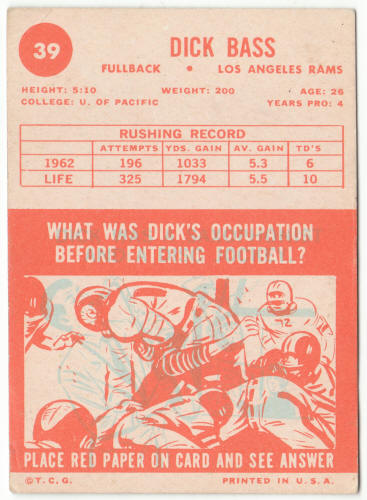 39
DICK BASS
FULLBACK • LOS ANGELES RAMS
HEIGHT: 5:10 WEIGHT: 200 AGE: 26
COLLEGE: U. OF PACIFIC YEARS PRO: 4
RUSHING RECORD
ATTEMPTS YDS. GAIN AV. GAIN TD'S
1962 196 1033 5.3 6
LIFE 325 1794 5.5 10
WHAT WAS DICK'S OCCUPATION
BEFORE ENTERING FOOTBALL?
72
PLACE RED PAPER ON CARD AND SEE ANSWER
©T.C.G. PRINTED IN U.S.A.